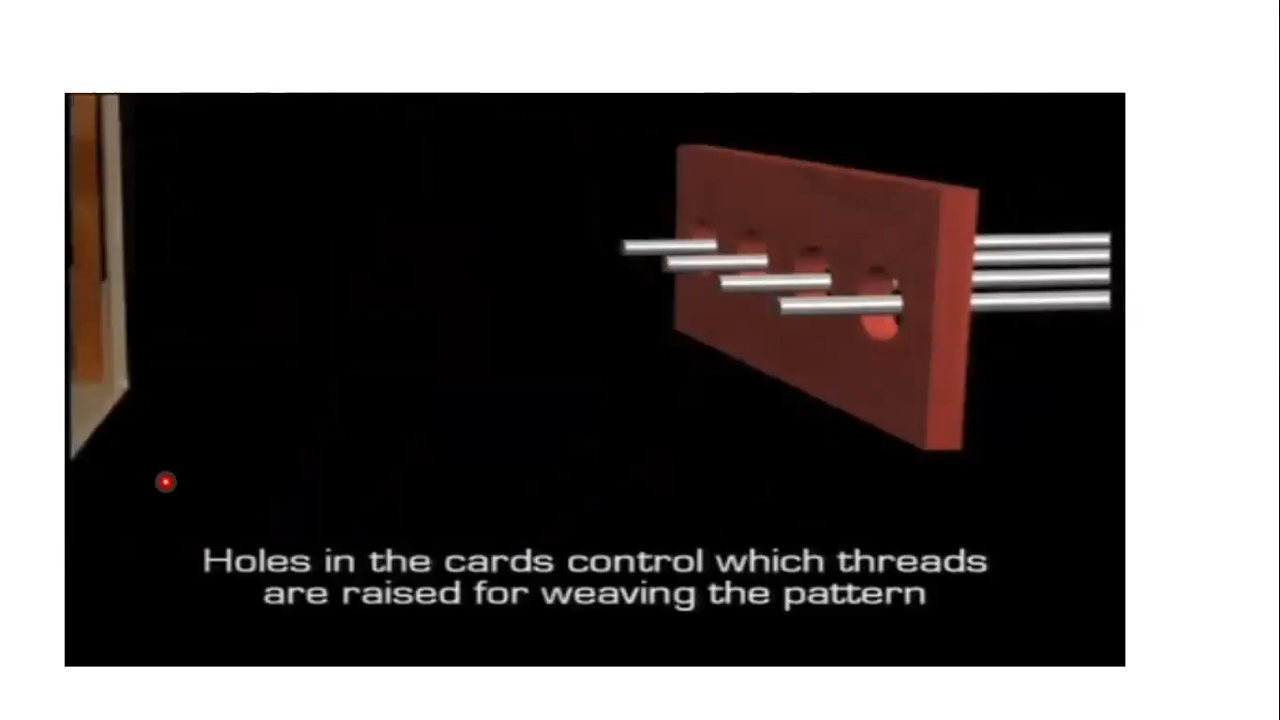 Holes in the cards control which threads
are raised for weaving the pattern